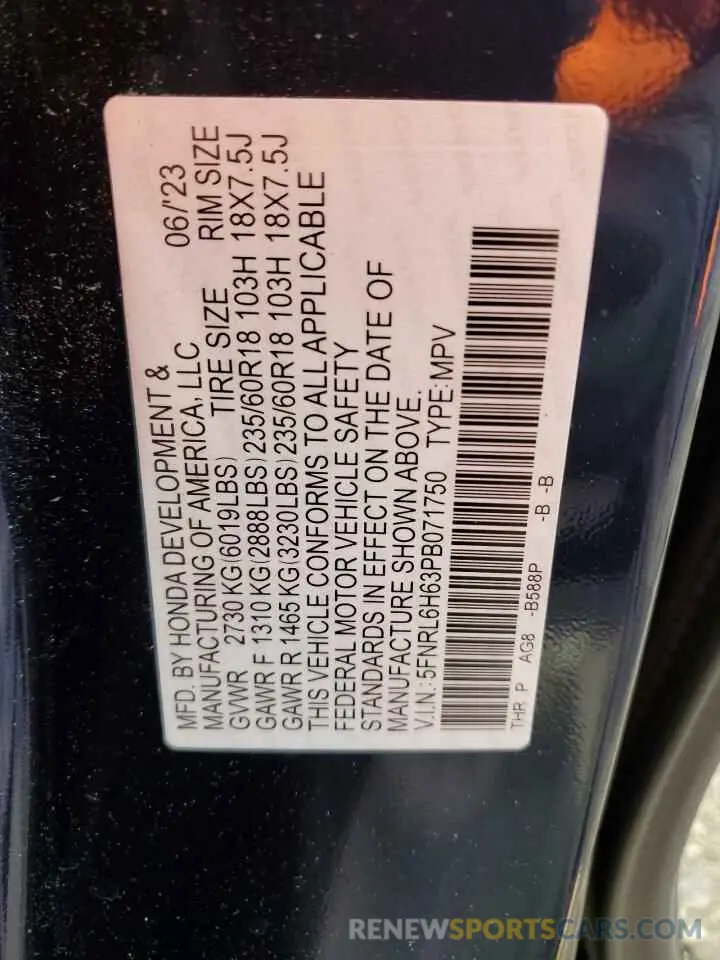 MFD. BY HONDA DEVELOPMENT & 06/'23
MANUFACTURING OF AMERICA, LLC
GVWR 2730 KG (6019LBS) TIRE SIZE RIM SIZE
GAWR F 1310 KG (2888LBS) 235/60R18 103H 18X7.5J
GAWR R 1465 KG (3230LBS) 235/60R18 103H 18X7.5J
THIS VEHICLE CONFORMS TO ALL APPLICABLE
FEDERAL MOTOR VEHICLE SAFETY
STANDARDS IN EFFECT ON THE DATE OF
MANUFACTURE SHOWN ABOVE.
V.I.N.: 5FNRL6H63PB071750 TYPE: MPV
THR P AG8 -B588P -B -B
RENEWSPORTSCARS.COM